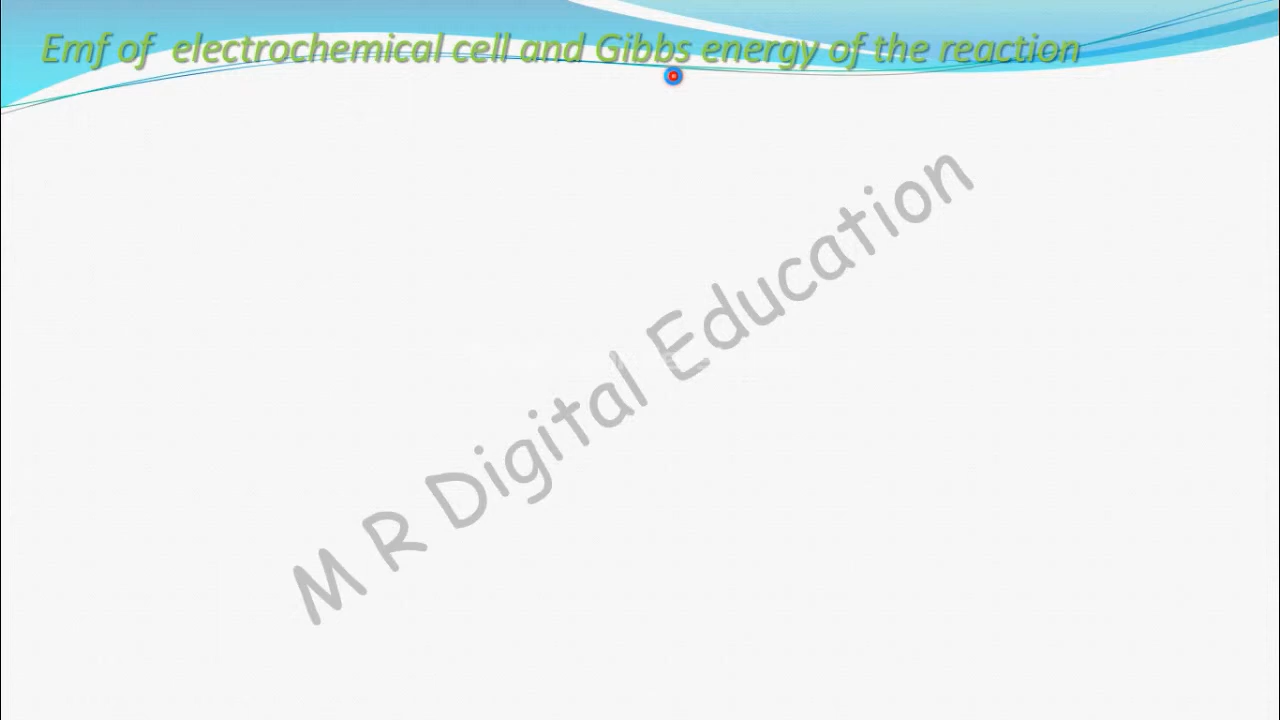 Emf of electrochemical cell and Gibbs energy of the reaction
M R Digital Education